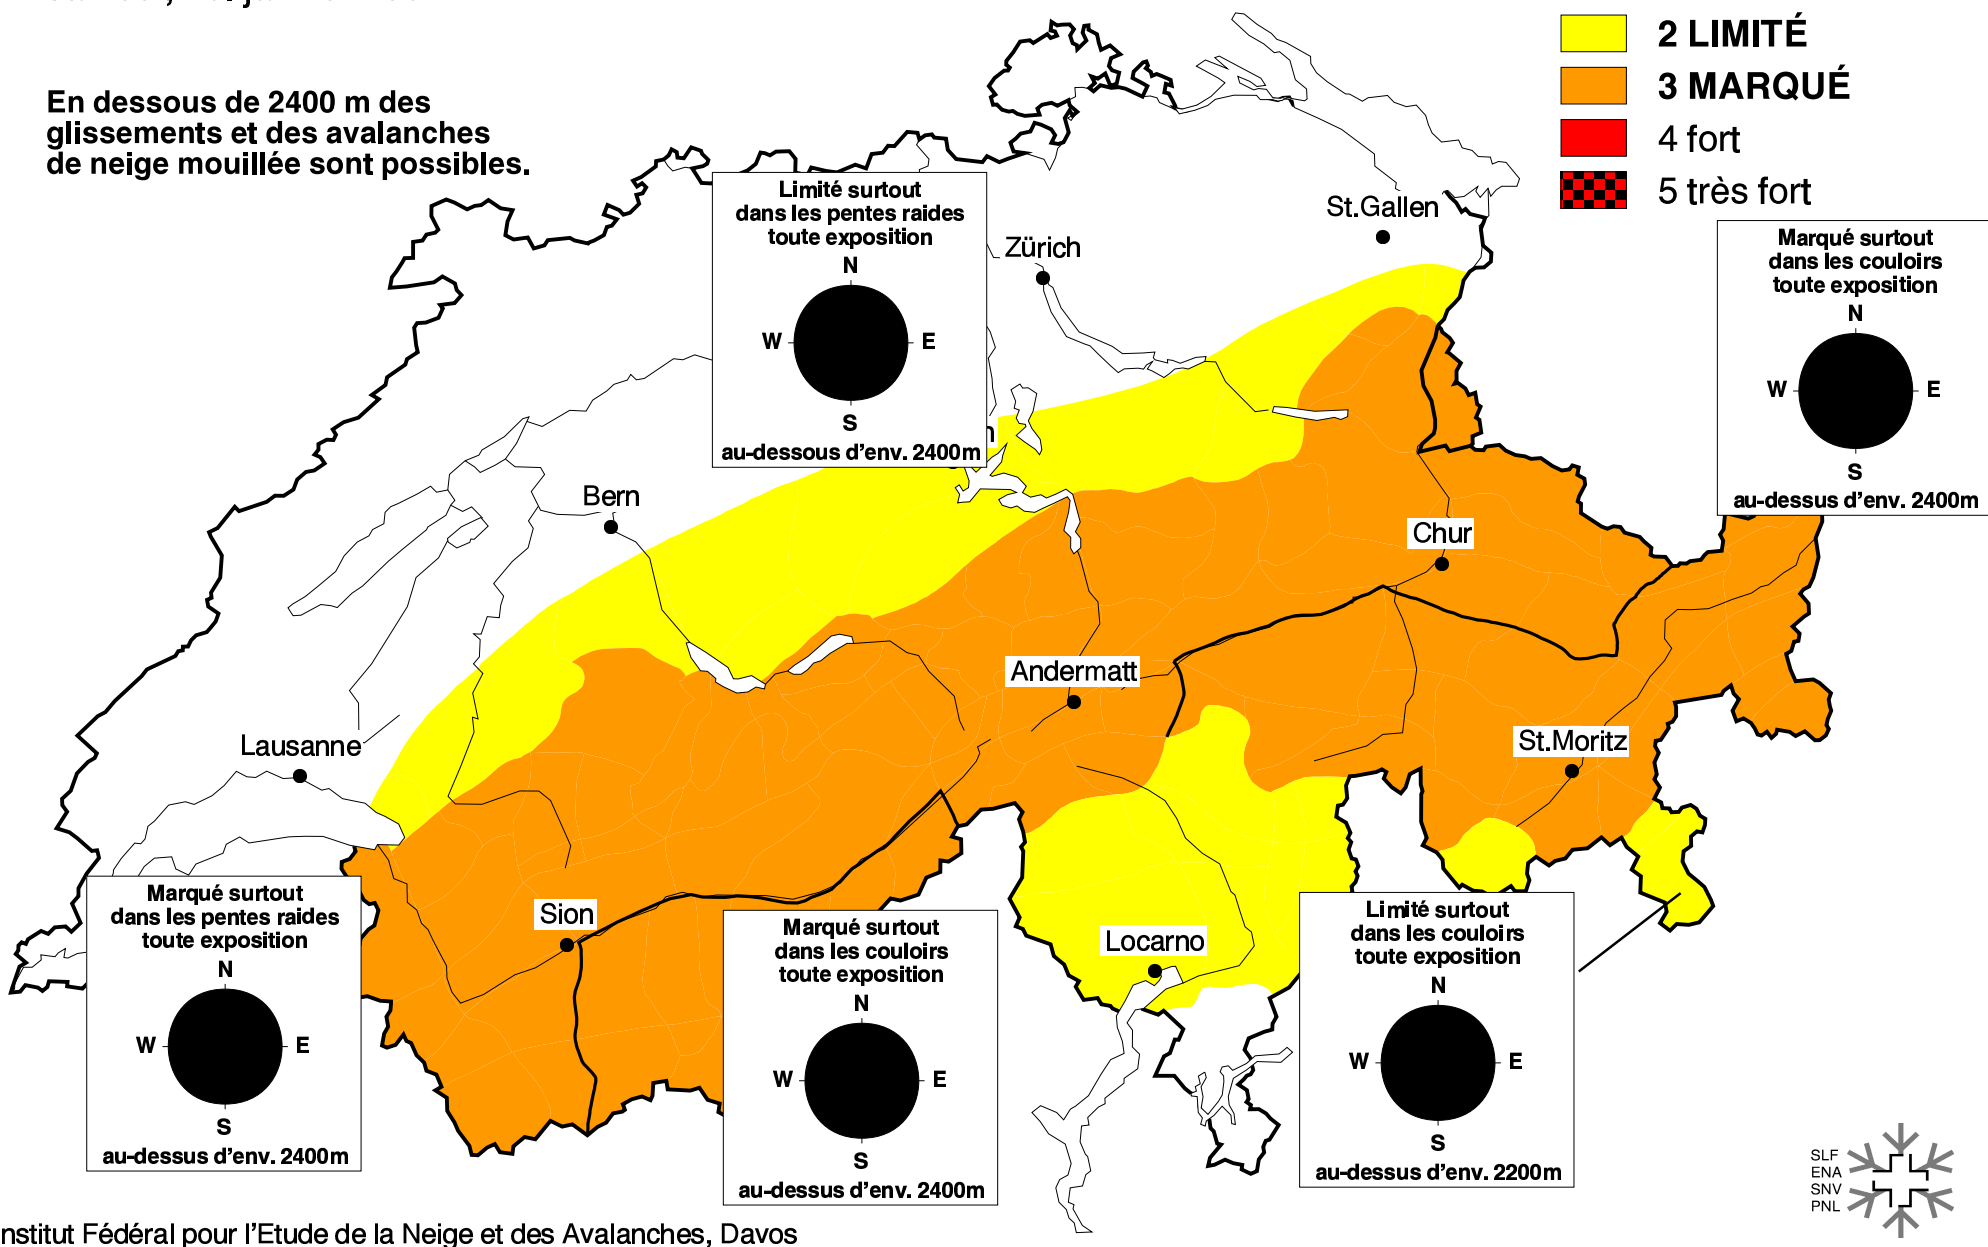 2 LIMITÉ
3 MARQUÉ
4 fort
5 très fort
En dessous de 2400 m des
glissements et des avalanches
de neige mouillée sont possibles.
Limité surtout
dans les pentes raides
toute exposition
N
W E
S
au-dessous d'env. 2400m
Zürich
St.Gallen
Marqué surtout
dans les couloirs
toute exposition
N
W E
S
au-dessus d'env. 2400m
Bern
Chur
Andermatt
Lausanne
St.Moritz
Sion
Locarno
Marqué surtout
dans les pentes raides
toute exposition
N
W E
S
au-dessus d'env. 2400m
Marqué surtout
dans les couloirs
toute exposition
N
W E
S
au-dessus d'env. 2400m
Limité surtout
dans les couloirs
toute exposition
N
W E
S
au-dessus d'env. 2200m
SLF
ENA
SNV
PNL
nstitut Fédéral pour l'Etude de la Neige et des Avalanches, Davos